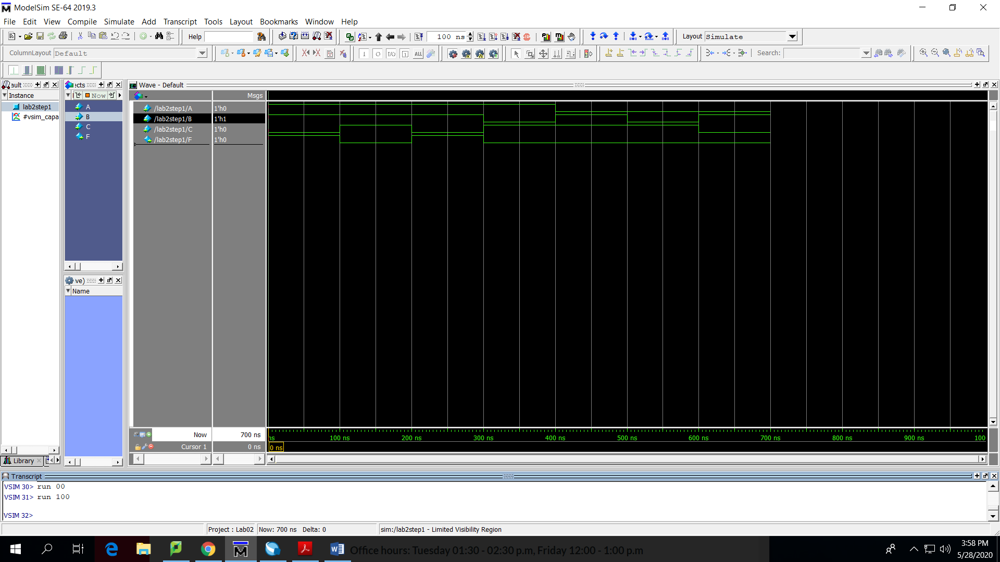 ModelSim SE-64 2019.3
File Edit View Compile Simulate Add Transcript Tools Layout Bookmarks Window Help
Help 100 ns Layout Simulate
ColumnLayout Default Search:
ault ects Wave - Default
Instance Now Msgs
lab2step1 A /lab2step1/A 1'h0
#vsim_capa B /lab2step1/B 1'h1
C /lab2step1/C 1'h0
F /lab2step1/F 1'h0
ve)
Name
Now 700 ns ns 100 ns 200 ns 300 ns 400 ns 500 ns 600 ns 700 ns 800 ns 900 ns 100
Cursor 1 0 ns 0 ns
Library
Transcript
VSIM 30> run 00
VSIM 31> run 100
VSIM 32>
Project : Lab02 Now: 700 ns Delta: 0 sim:/lab2step1 - Limited Visibility Region
Office hours: Tuesday 01:30 - 02:30 p.m, Friday 12:00 - 1:00 p.m
3:58 PM
5/28/2020